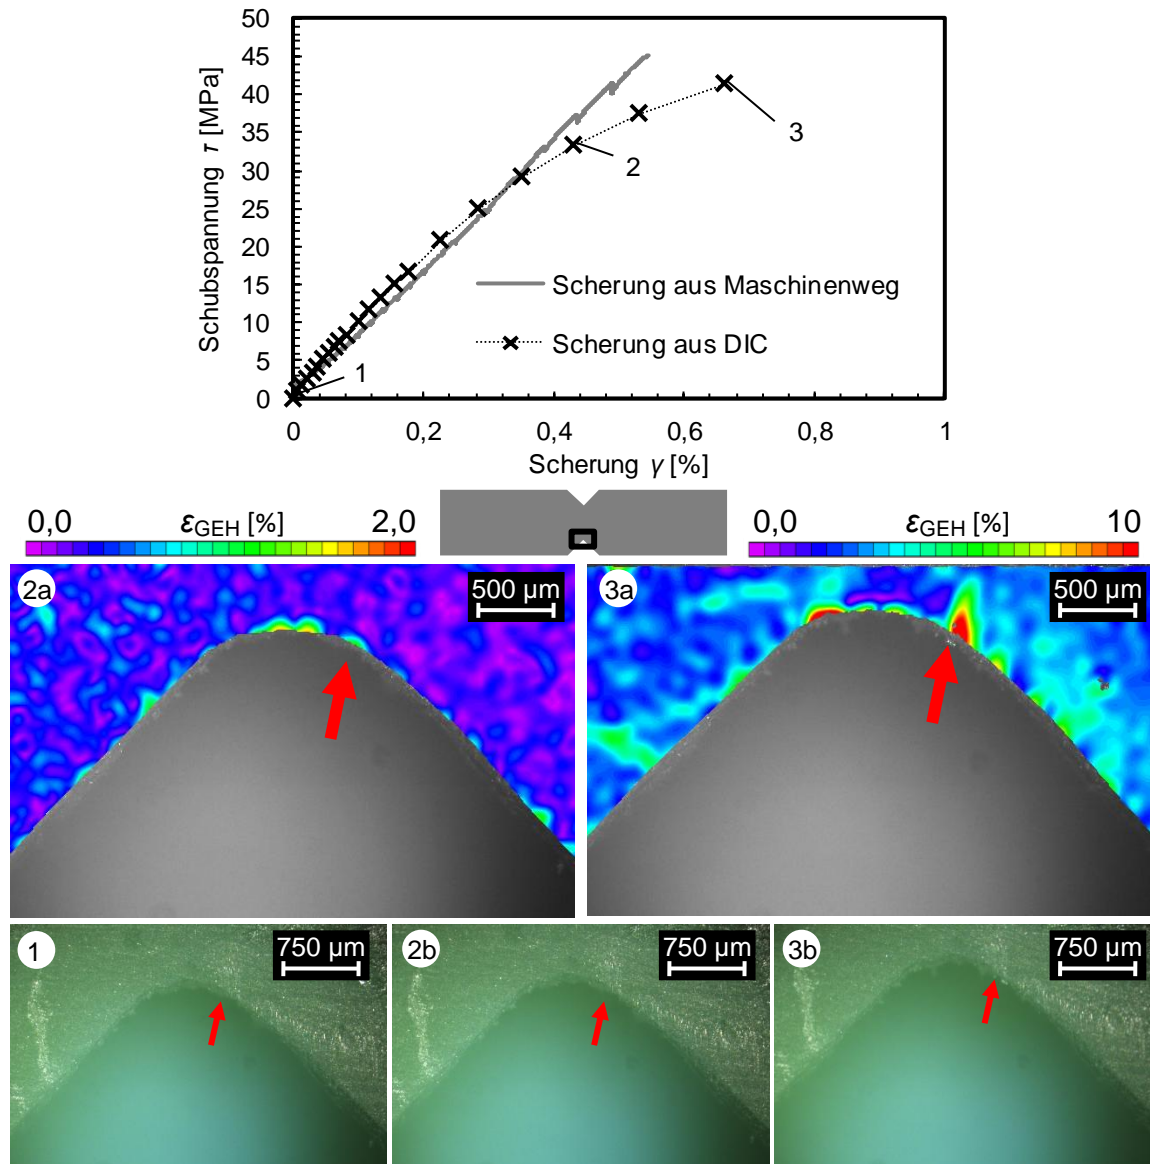 50
45
40
35
30
25
20
15
10
5
0
Schubspannung τ [MPa]
3
2
Scherung aus Maschinenweg
Scherung aus DIC
1
0 0,2 0,4 0,6 0,8 1
Scherung γ [%]
0,0 εGEH [%] 2,0
0,0 εGEH [%] 10
2a 500 µm
3a 500 µm
1 750 µm
2b 750 µm
3b 750 µm